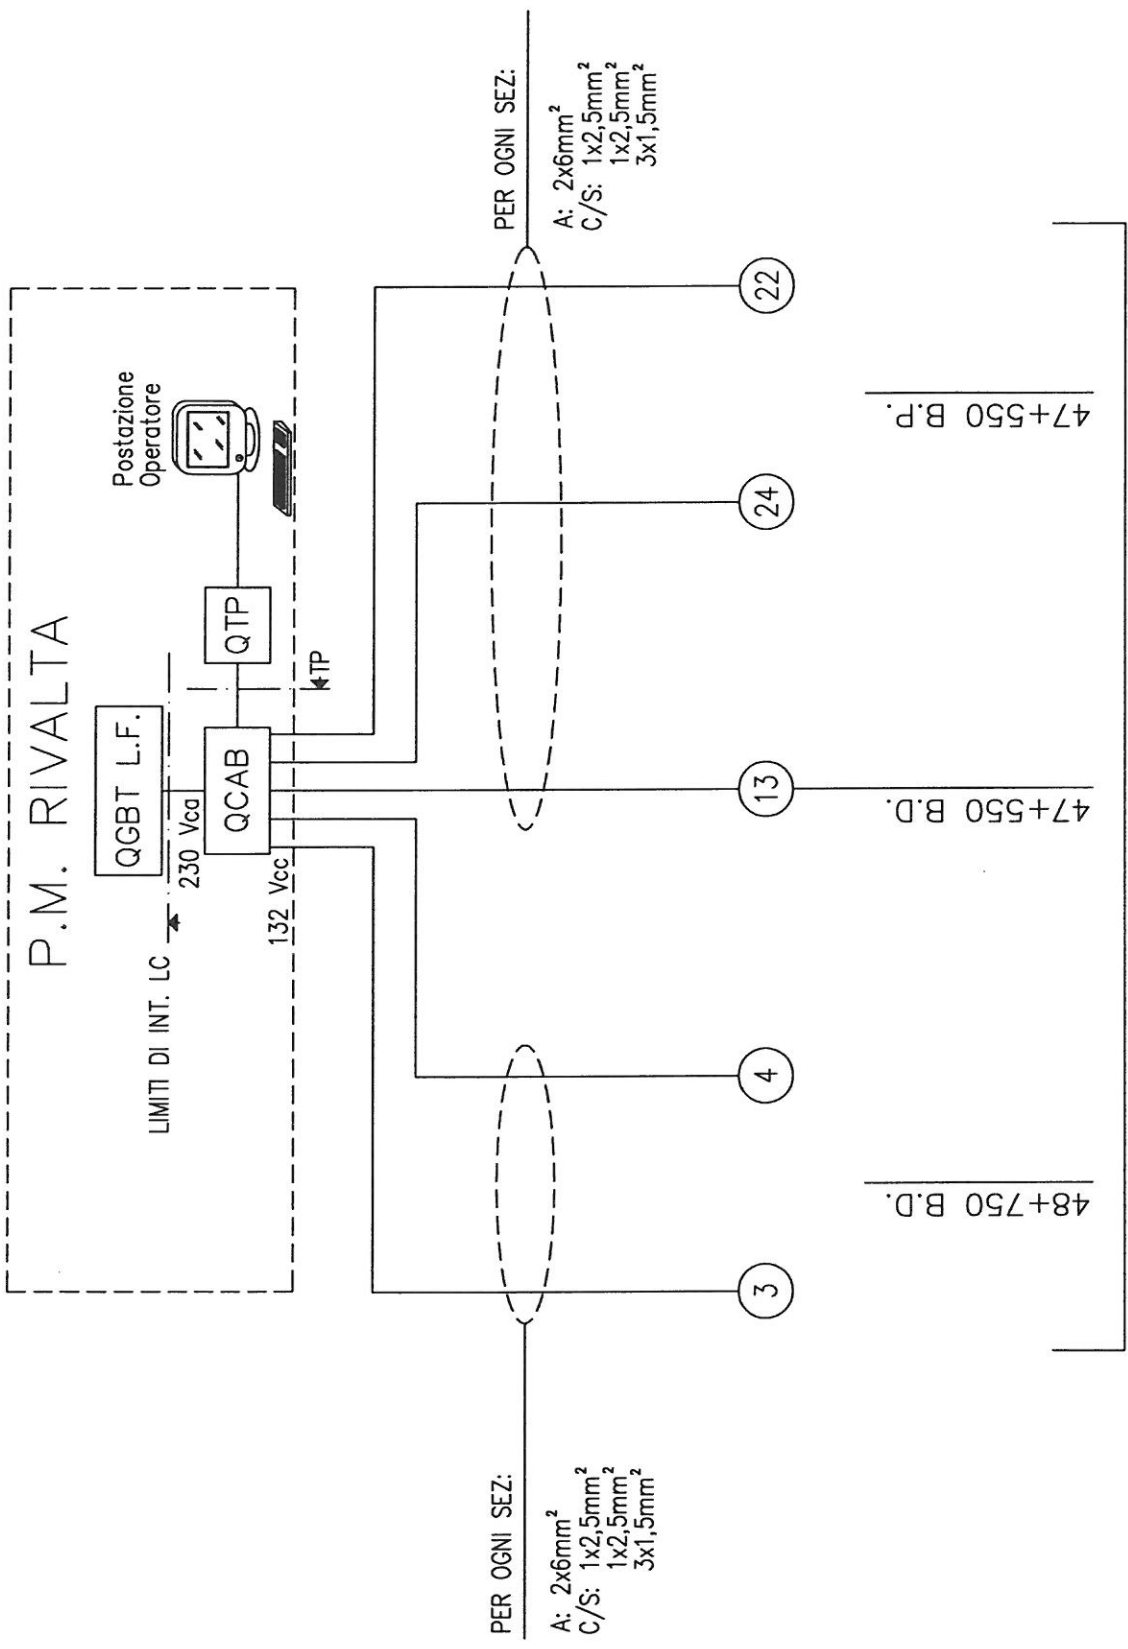 P.M. RIVALTA
QGBT L.F.
LIMITI DI INT. LC
230 Vca
QCAB
132 Vcc
TP
QTP
Postazione
Operatore
PER OGNI SEZ:
A: 2x6mm²
C/S: 1x2,5mm²
1x2,5mm²
3x1,5mm²
PER OGNI SEZ:
A: 2x6mm²
C/S: 1x2,5mm²
1x2,5mm²
3x1,5mm²
3
4
13
24
22
48+750 B.D.
47+550 B.D.
47+550 B.P.